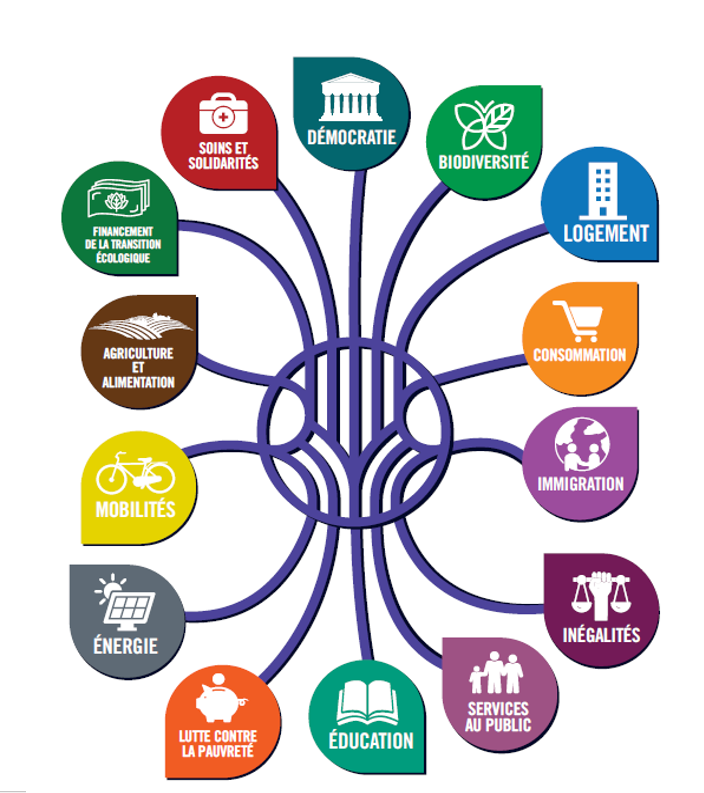 DÉMOCRATIE
SOINS ET
SOLIDARITÉS
BIODIVERSITÉ
FINANCEMENT
DE LA TRANSITION
ÉCOLOGIQUE
LOGEMENT
AGRICULTURE
ET
ALIMENTATION
CONSOMMATION
MOBILITÉS
IMMIGRATION
ÉNERGIE
INÉGALITÉS
LUTTE CONTRE
LA PAUVRETÉ
ÉDUCATION
SERVICES
AU PUBLIC